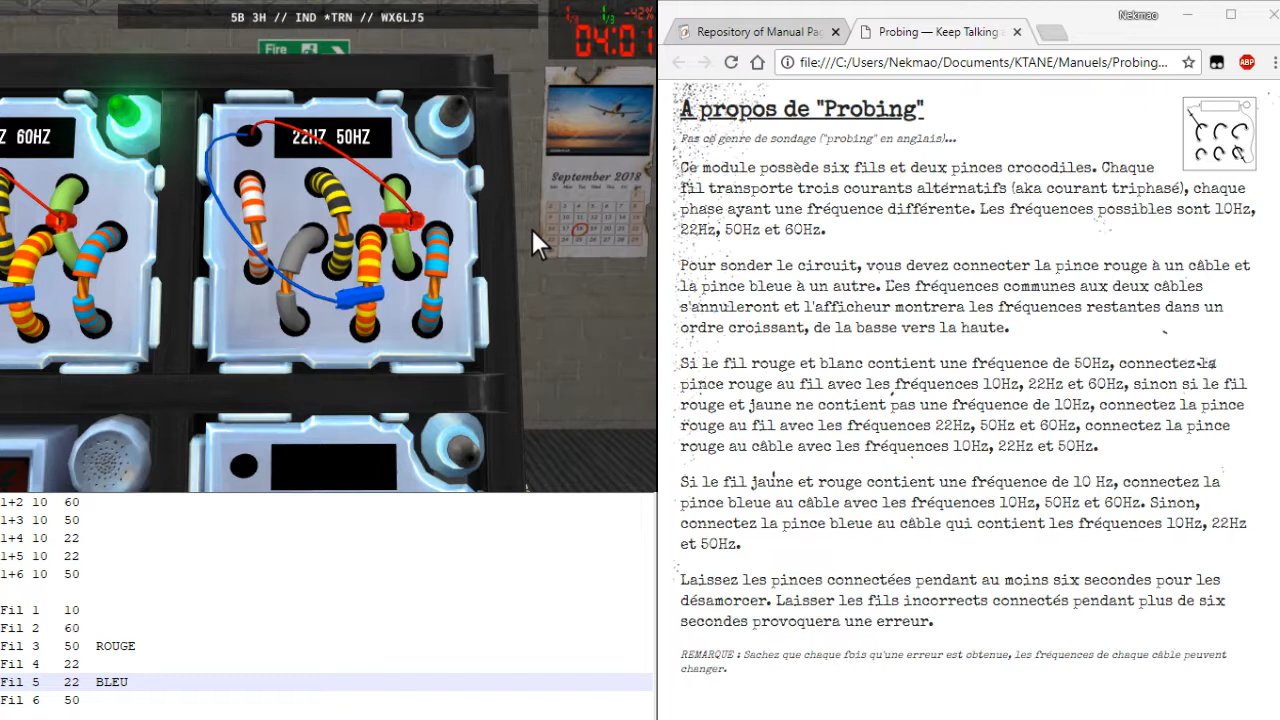 5B 3H // IND *TRN // WX6LJ5
1/3
-42%
04:01
Fire
Z 60HZ
22HZ 50HZ
September 2018
1+2 10 60
1+3 10 50
1+4 10 22
1+5 10 22
1+6 10 50
Fil 1 10
Fil 2 60
Fil 3 50 ROUGE
Fil 4 22
Fil 5 22 BLEU
Fil 6 50
Nekmao
Repository of Manual Pag
Probing — Keep Talking a
file:///C:/Users/Nekmao/Documents/KTANE/Manuels/Probing...
ABP
A propos de "Probing"
Pas ce genre de sondage ("probing" en anglais)...
Ce module possède six fils et deux pinces crocodiles. Chaque
fil transporte trois courants altérnatifs (aka courant triphasé), chaque
phase ayant une fréquence différente. Les fréquences possibles sont 10Hz,
22Hz, 50Hz et 60Hz.
Pour sonder le circuit, vous devez connecter la pince rouge à un câble et
la pince bleue à un autre. Les fréquences communes aux deux câbles
s'annuleront et l'afficheur montrera les fréquences restantes dans un
ordre croissant, de la basse vers la haute.
Si le fil rouge et blanc contient une fréquence de 50Hz, connectez la
pince rouge au fil avec les fréquences 10Hz, 22Hz et 60Hz, sinon si le fil
rouge et jaune ne contient pas une fréquence de 10Hz, connectez la pince
rouge au fil avec les fréquences 22Hz, 50Hz et 60Hz, connectez la pince
rouge au câble avec les fréquences 10Hz, 22Hz et 50Hz.
Si le fil jaune et rouge contient une fréquence de 10 Hz, connectez la
pince bleue au câble avec les fréquences 10Hz, 50Hz et 60Hz. Sinon,
connectez la pince bleue au câble qui contient les fréquences 10Hz, 22Hz
et 50Hz.
Laissez les pinces connectées pendant au moins six secondes pour les
désamorcer. Laisser les fils incorrects connectés pendant plus de six
secondes provoquera une erreur.
REMARQUE : Sachez que chaque fois qu'une erreur est obtenue, les fréquences de chaque câble peuvent
changer.